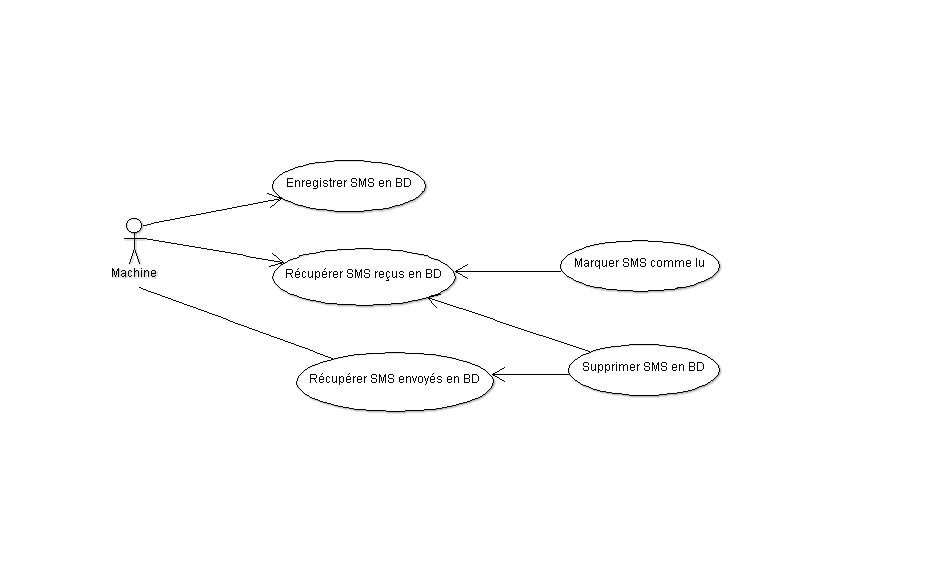 Enregistrer SMS en BD
Machine
Récupérer SMS reçus en BD
Marquer SMS comme lu
Récupérer SMS envoyés en BD
Supprimer SMS en BD